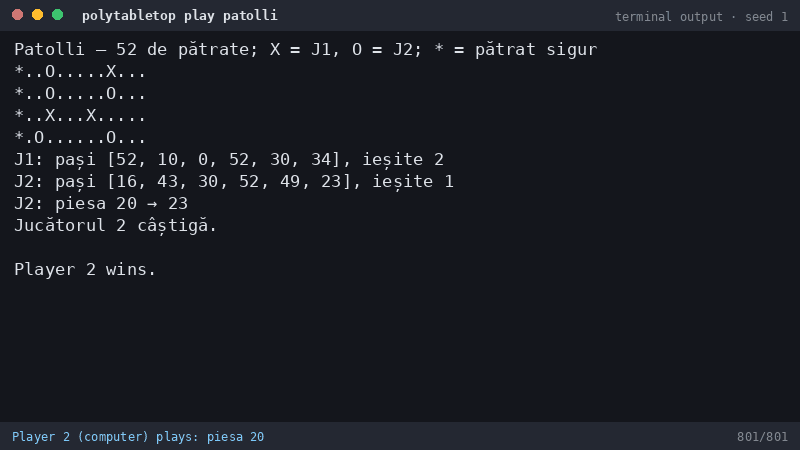 polytabletop play patolli
terminal output · seed 1
Patolli — 52 de pătrate; X = J1, O = J2; * = pătrat sigur
*..O.....X...
*..O.....O...
*..X...X.....
*.O......O...
J1: pași [52, 10, 0, 52, 30, 34], ieșite 2
J2: pași [16, 43, 30, 52, 49, 23], ieșite 1
J2: piesa 20 → 23
Jucătorul 2 câștigă.
Player 2 wins.
Player 2 (computer) plays: piesa 20
801/801